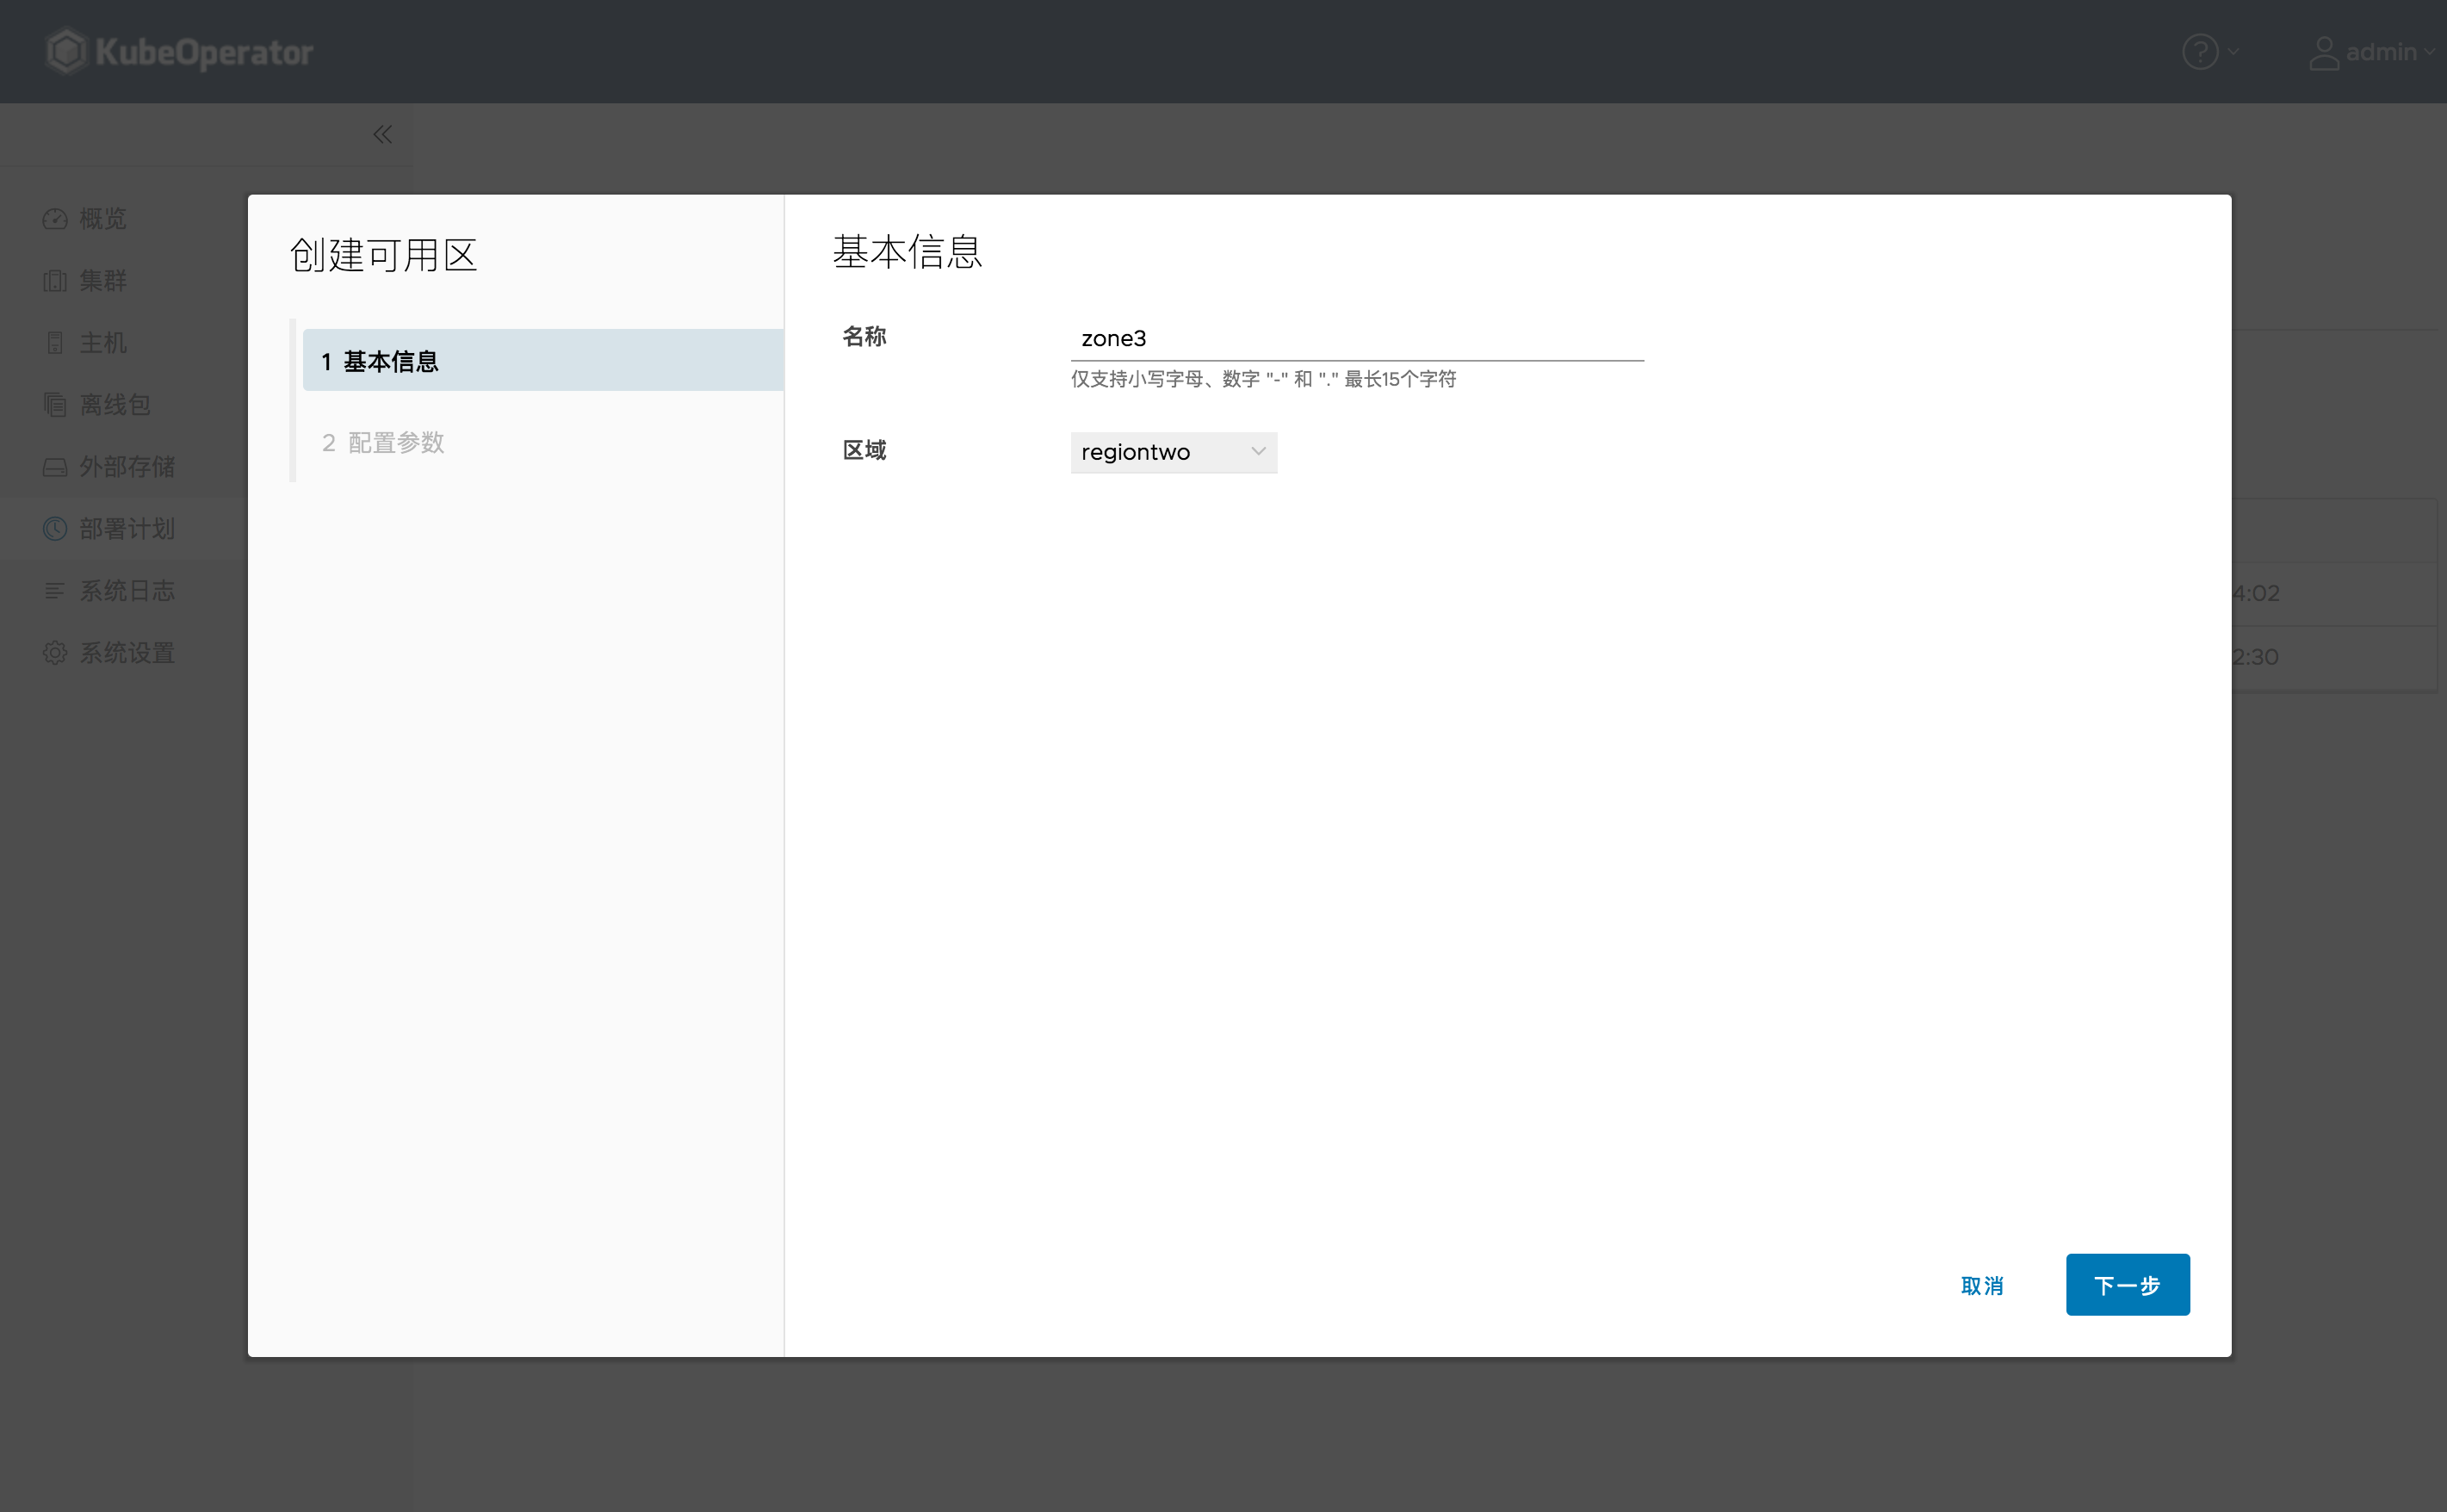 KubeOperator
admin
概览
集群
主机
离线包
外部存储
部署计划
系统日志
系统设置
创建可用区
1 基本信息
2 配置参数
基本信息
名称
zone3
仅支持小写字母、数字 "-" 和 "." 最长15个字符
区域
regiontwo
4:02
2:30
取消
下一步